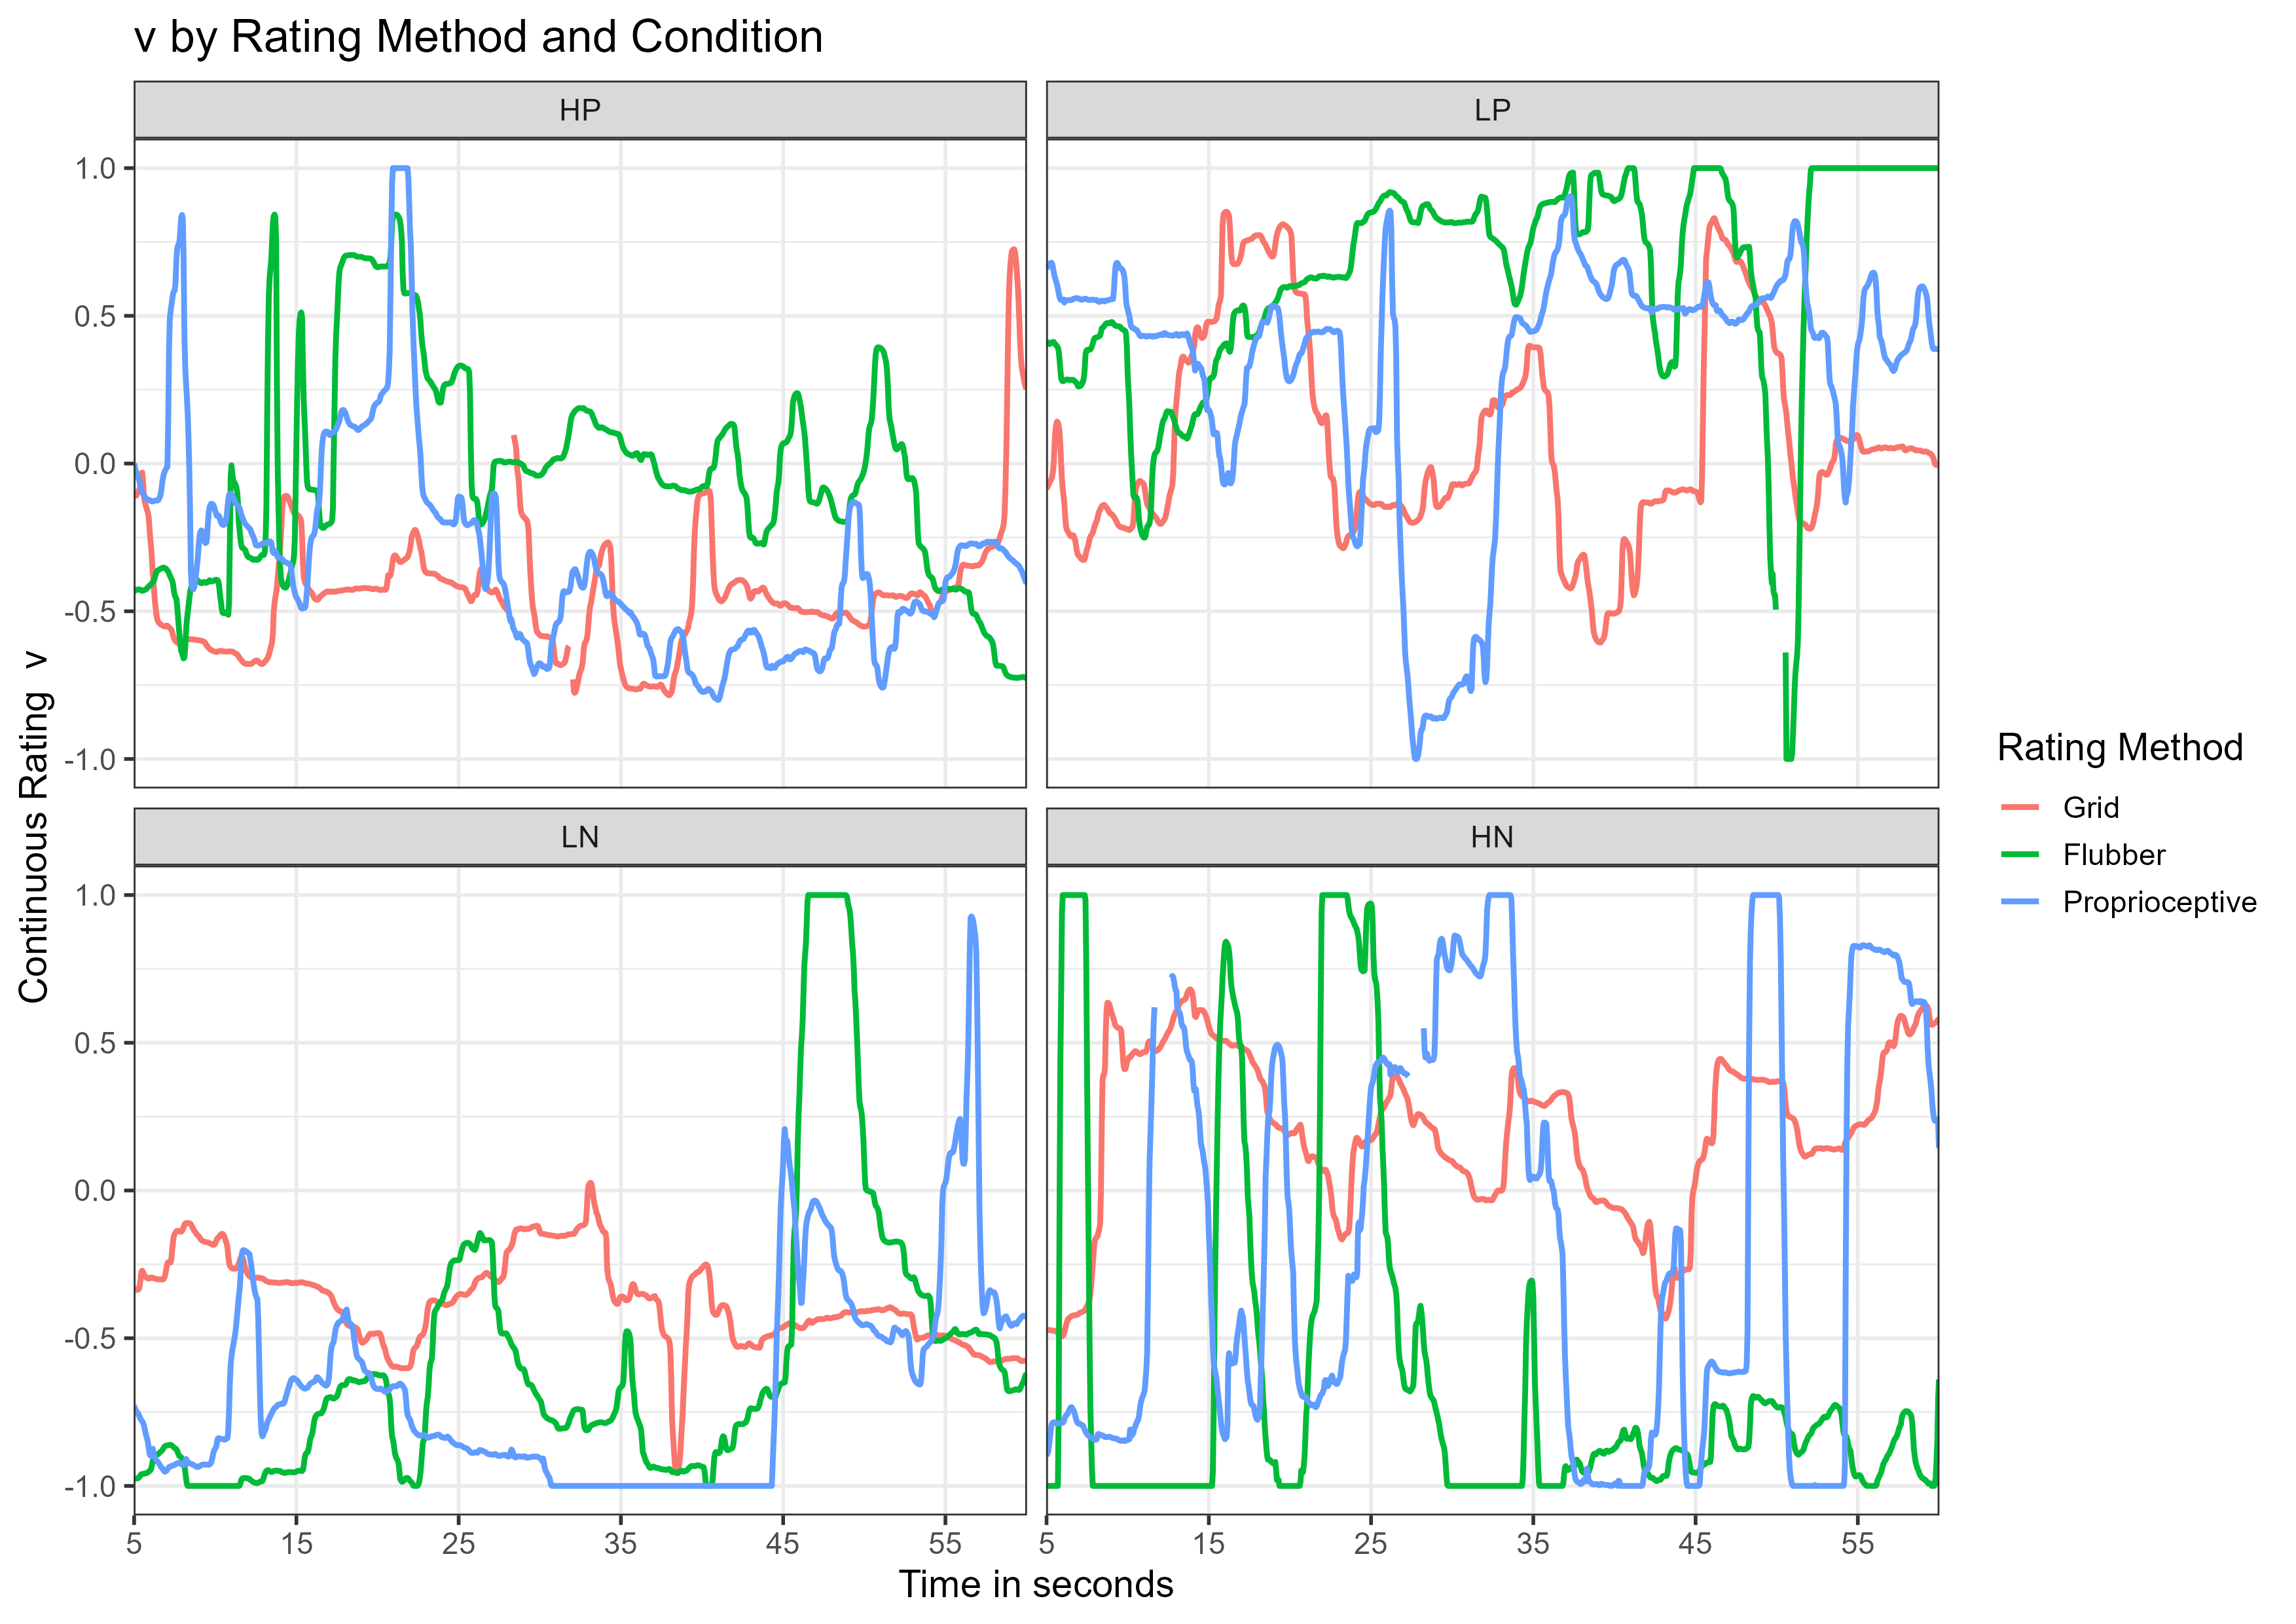 v by Rating Method and Condition
HP
LP
1.0
0.5
0.0
-0.5
-1.0
LN
HN
1.0
0.5
0.0
-0.5
-1.0
5 15 25 35 45 55
5 15 25 35 45 55
Time in seconds
Continuous Rating v
Rating Method
Grid
Flubber
Proprioceptive